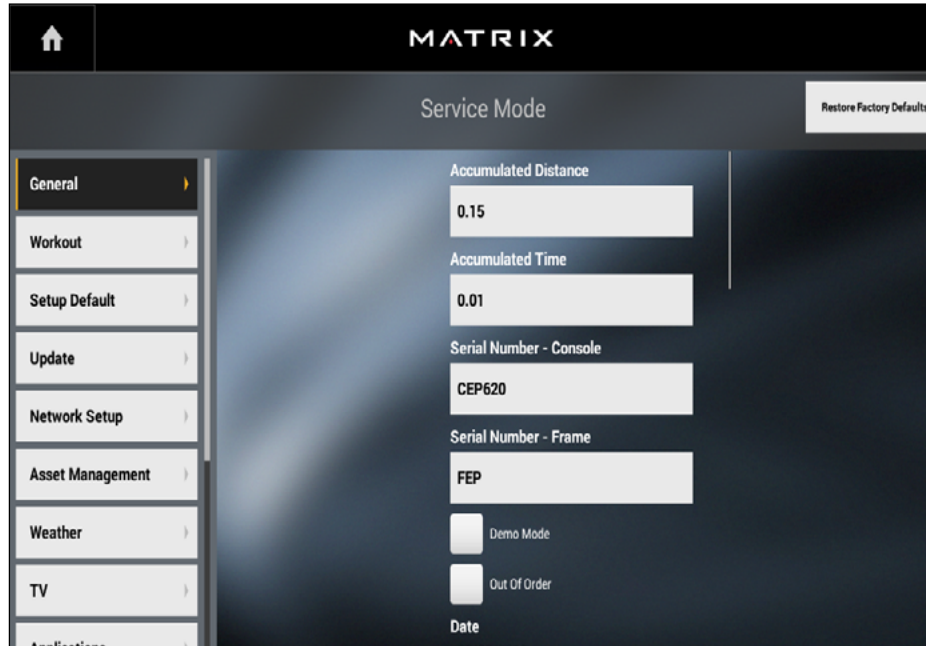 MATRIX
Service Mode
Restore Factory Defaults
General
Workout
Setup Default
Update
Network Setup
Asset Management
Weather
TV
Applications
Accumulated Distance
0.15
Accumulated Time
0.01
Serial Number - Console
CEP620
Serial Number - Frame
FEP
Demo Mode
Out Of Order
Date